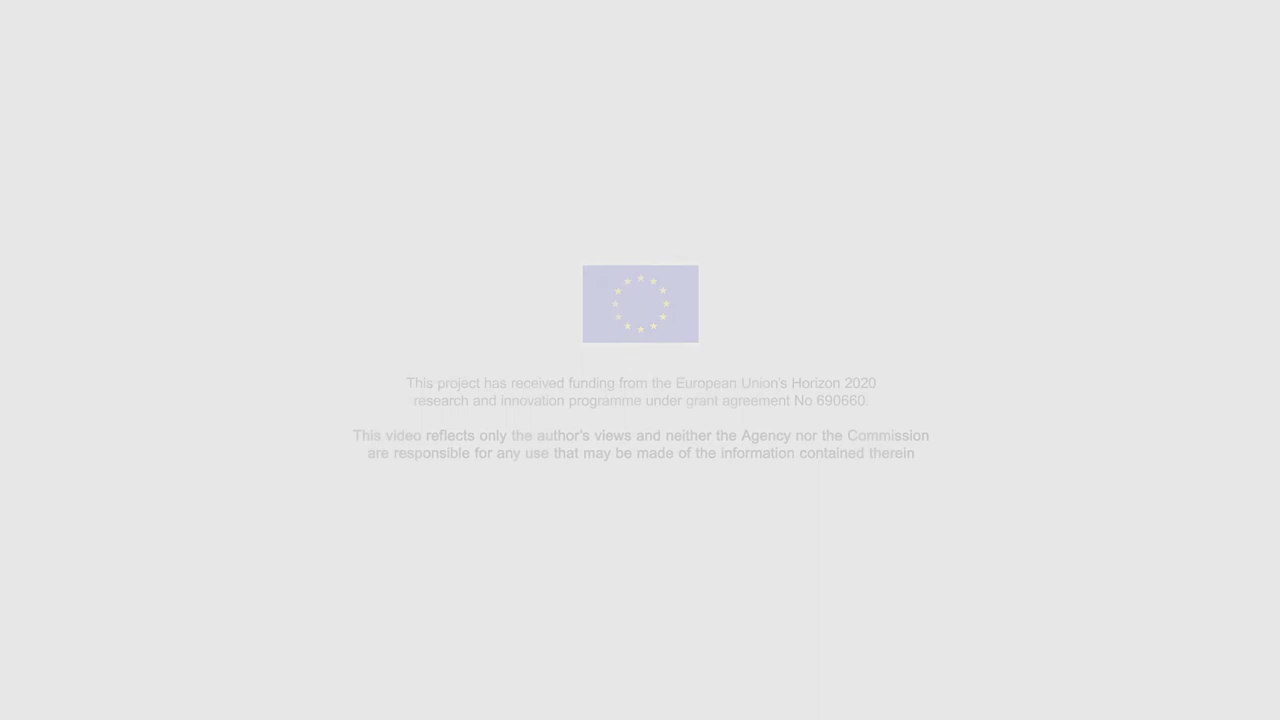 This project has received funding from the European Union's Horizon 2020
research and innovation programme under grant agreement No 690660.
This video reflects only the author's views and neither the Agency nor the Commission
are responsible for any use that may be made of the information contained therein